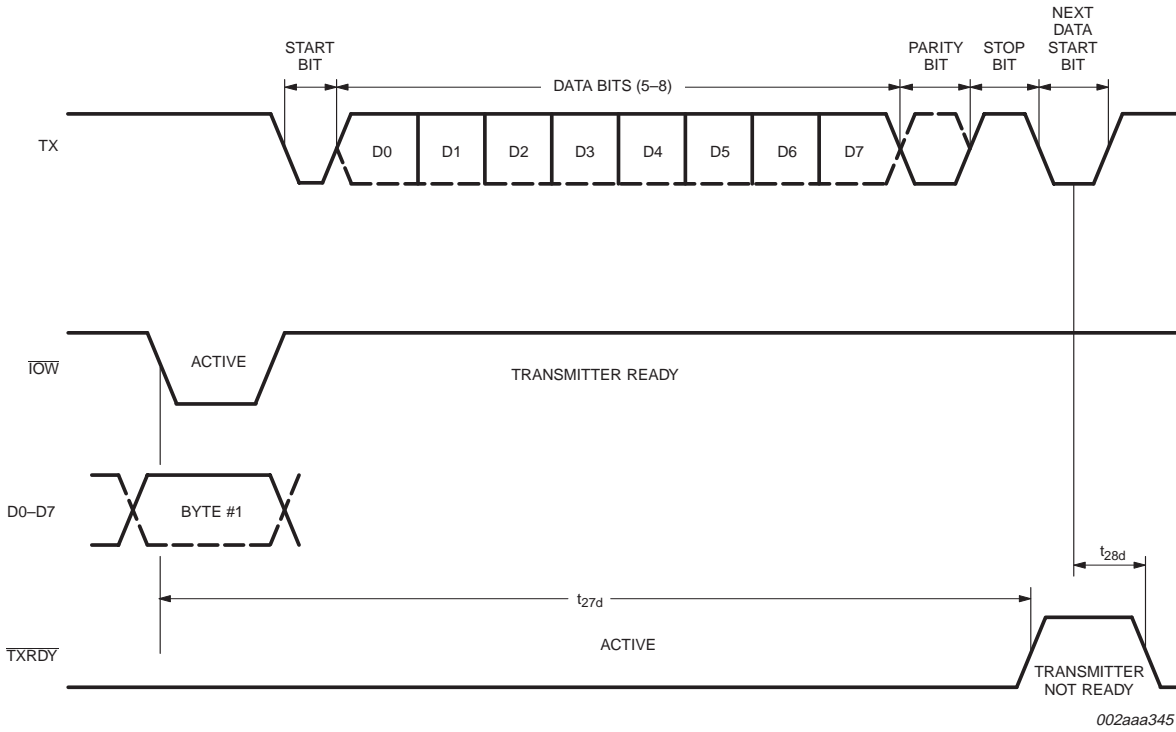 START
BIT
DATA BITS (5–8)
PARITY
BIT
STOP
BIT
NEXT
DATA
START
BIT
TX
D0 D1 D2 D3 D4 D5 D6 D7
IOW
ACTIVE
TRANSMITTER READY
D0–D7
BYTE #1
t28d
t27d
TXRDY
ACTIVE
TRANSMITTER
NOT READY
002aaa345